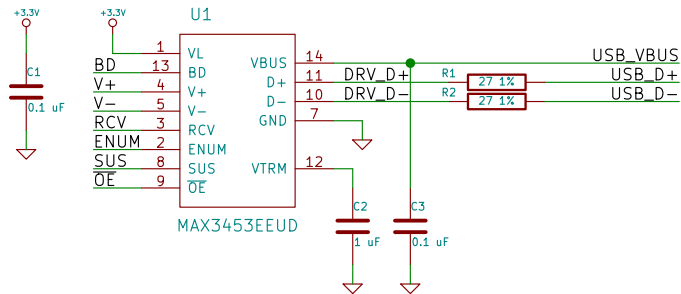 +3.3V
+3.3V
U1
C1
0.1 uF
1 VL
BD 13 BD
V+ 4 V+
V- 5 V-
RCV 3 RCV
ENUM 2 ENUM
SUS 8 SUS
OE 9 OE
VBUS 14 USB_VBUS
D+ 11 DRV_D+ R1 27 1% USB_D+
D- 10 DRV_D- R2 27 1% USB_D-
GND 7
VTRM 12
MAX3453EEUD
C2
1 uF
C3
0.1 uF